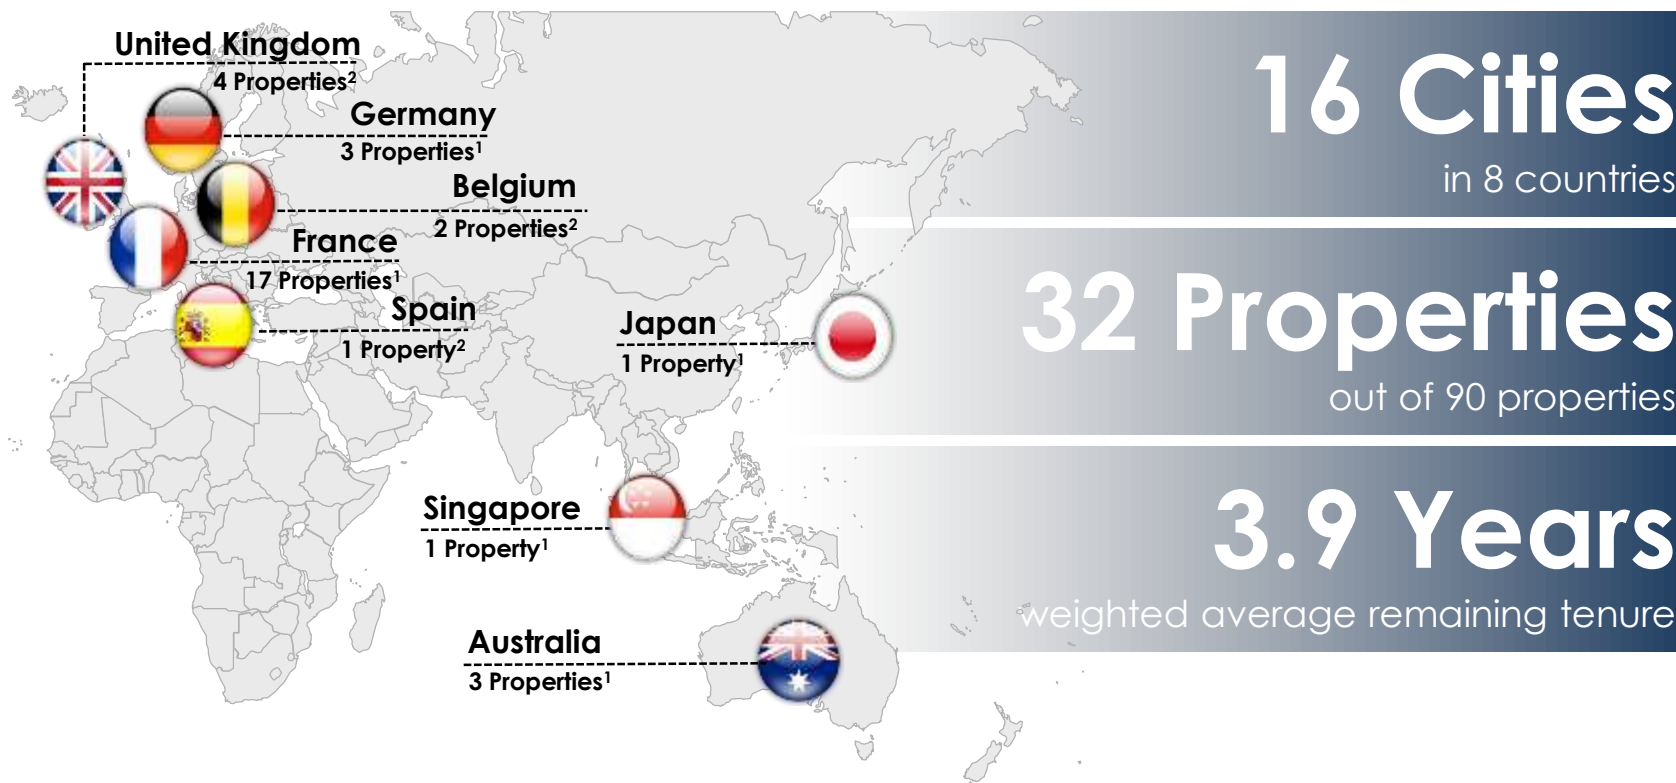 United Kingdom
4 Properties²
Germany
3 Properties¹
Belgium
2 Properties²
France
17 Properties¹
Spain
1 Property²
Japan
1 Property¹
Singapore
1 Property¹
Australia
3 Properties¹
16 Cities
in 8 countries
32 Properties
out of 90 properties
3.9 Years
weighted average remaining tenure